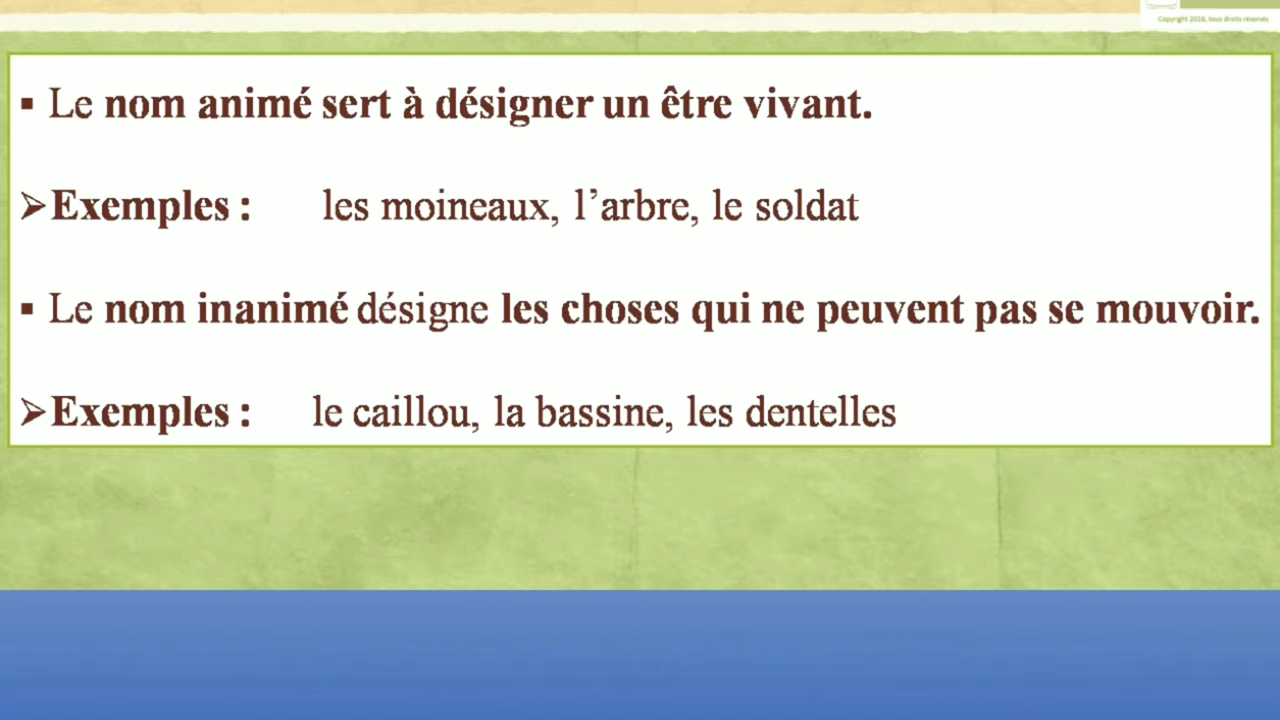 Copyright 2016, tous droits réservés
▪ Le nom animé sert à désigner un être vivant.
➢Exemples : les moineaux, l’arbre, le soldat
▪ Le nom inanimé désigne les choses qui ne peuvent pas se mouvoir.
➢Exemples : le caillou, la bassine, les dentelles